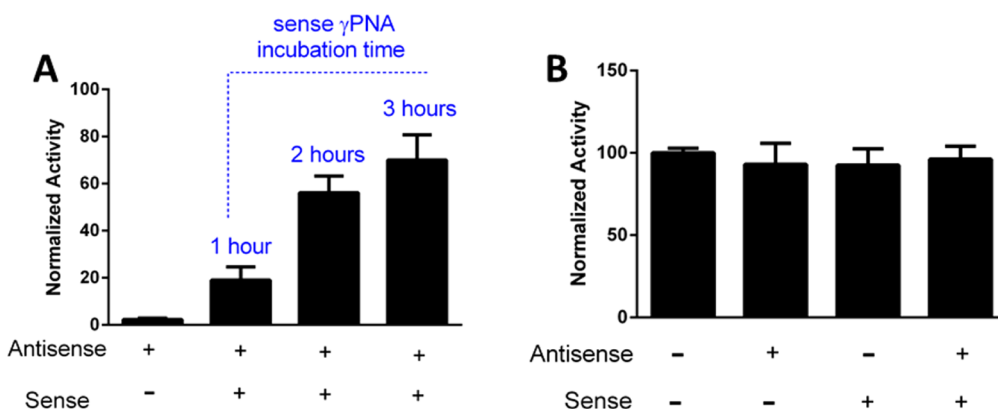 sense γPNA
incubation time
A
Normalized Activity
100
80
60
40
20
0
1 hour
2 hours
3 hours
Antisense + + + +
Sense - + + +
B
Normalized Activity
150
100
50
0
Antisense - + - +
Sense - - + +